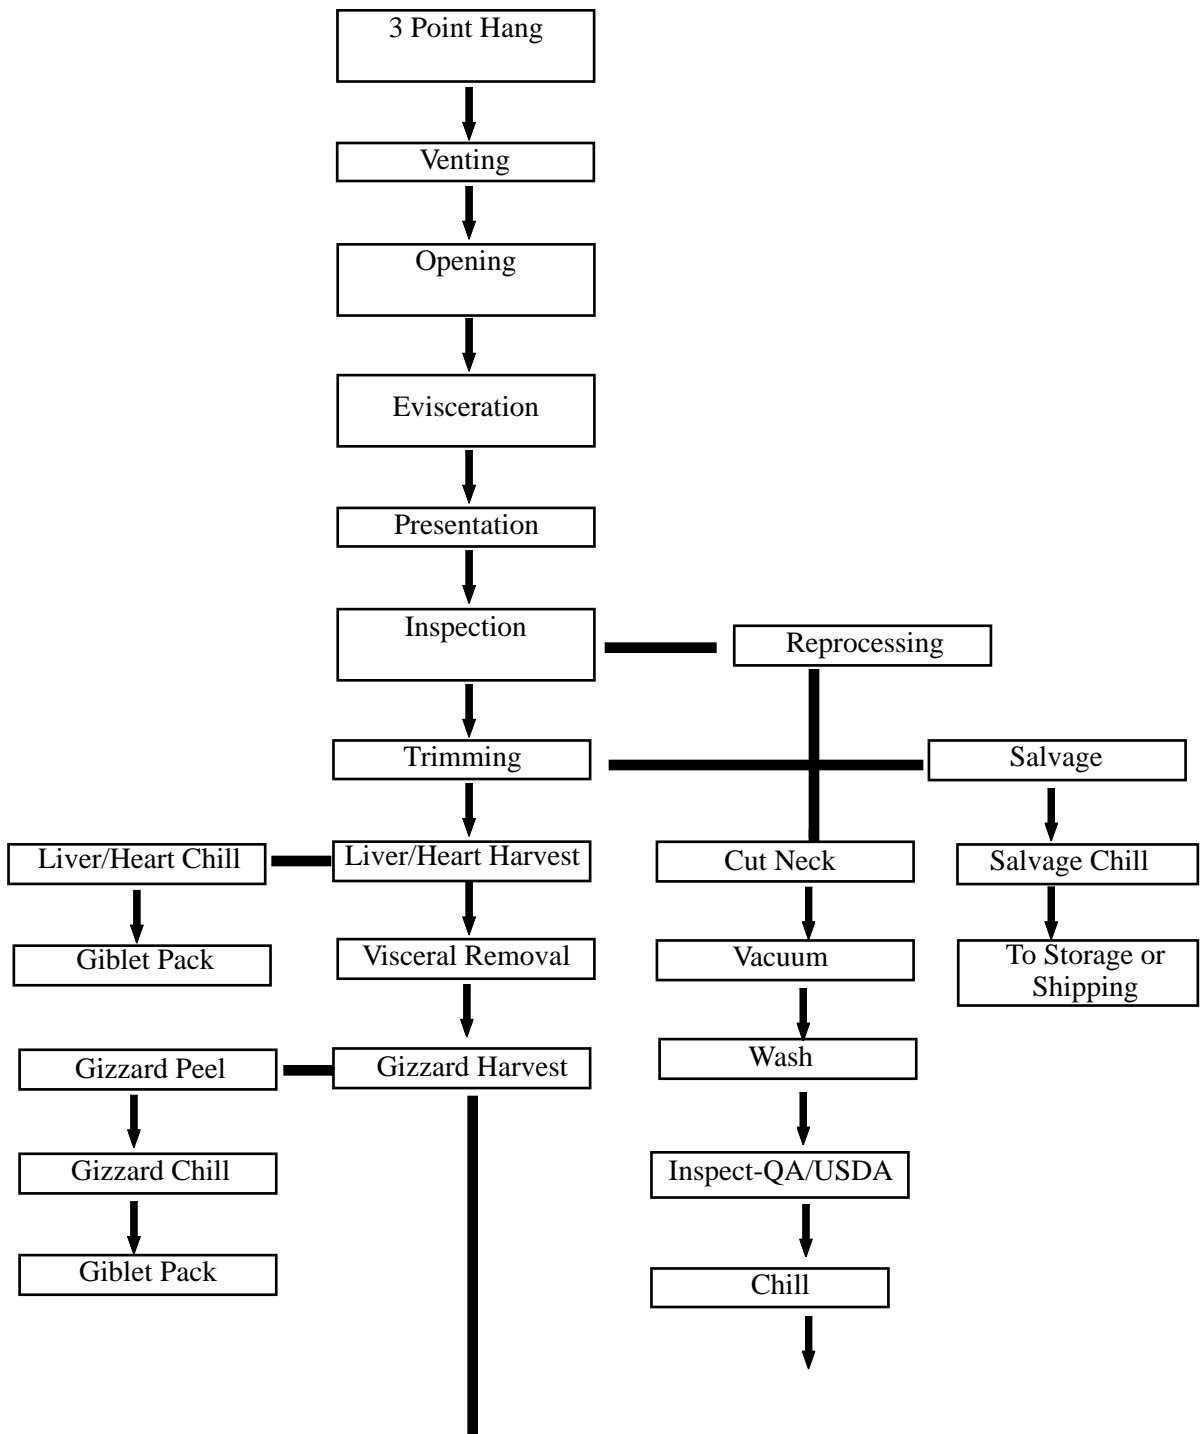 3 Point Hang
Venting
Opening
Evisceration
Presentation
Inspection
Reprocessing
Trimming
Salvage
Liver/Heart Chill
Liver/Heart Harvest
Cut Neck
Salvage Chill
Giblet Pack
Visceral Removal
Vacuum
To Storage or
Shipping
Gizzard Peel
Gizzard Harvest
Wash
Gizzard Chill
Inspect-QA/USDA
Giblet Pack
Chill